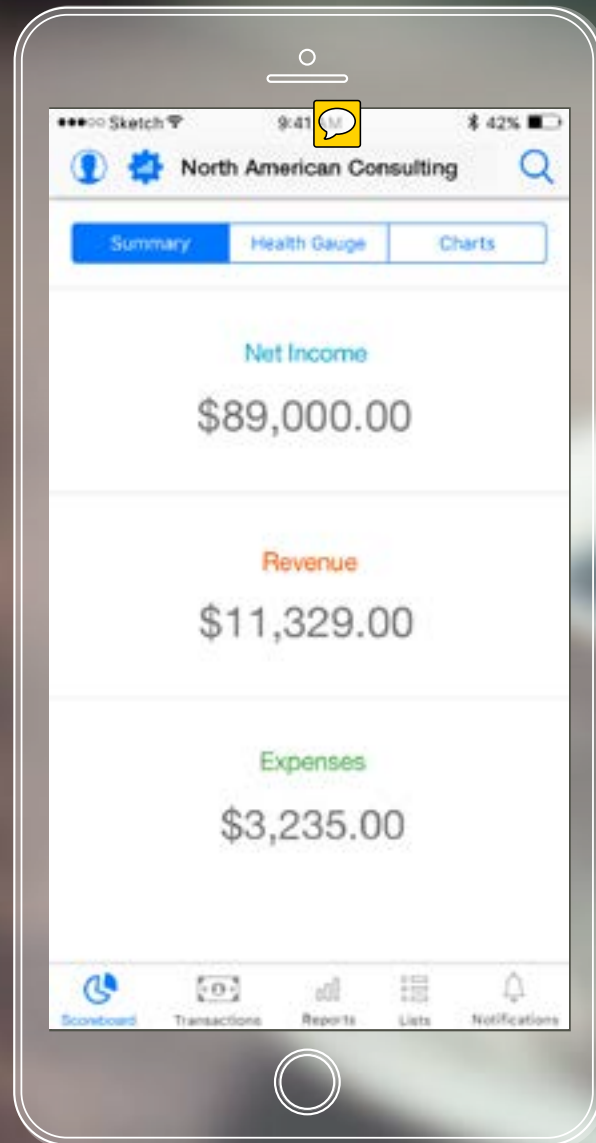 Sketch 9:41 42%
North American Consulting
Summary Health Gauge Charts
Net Income
$89,000.00
Revenue
$11,329.00
Expenses
$3,235.00
Scoreboard Transactions Reports Lists Notifications